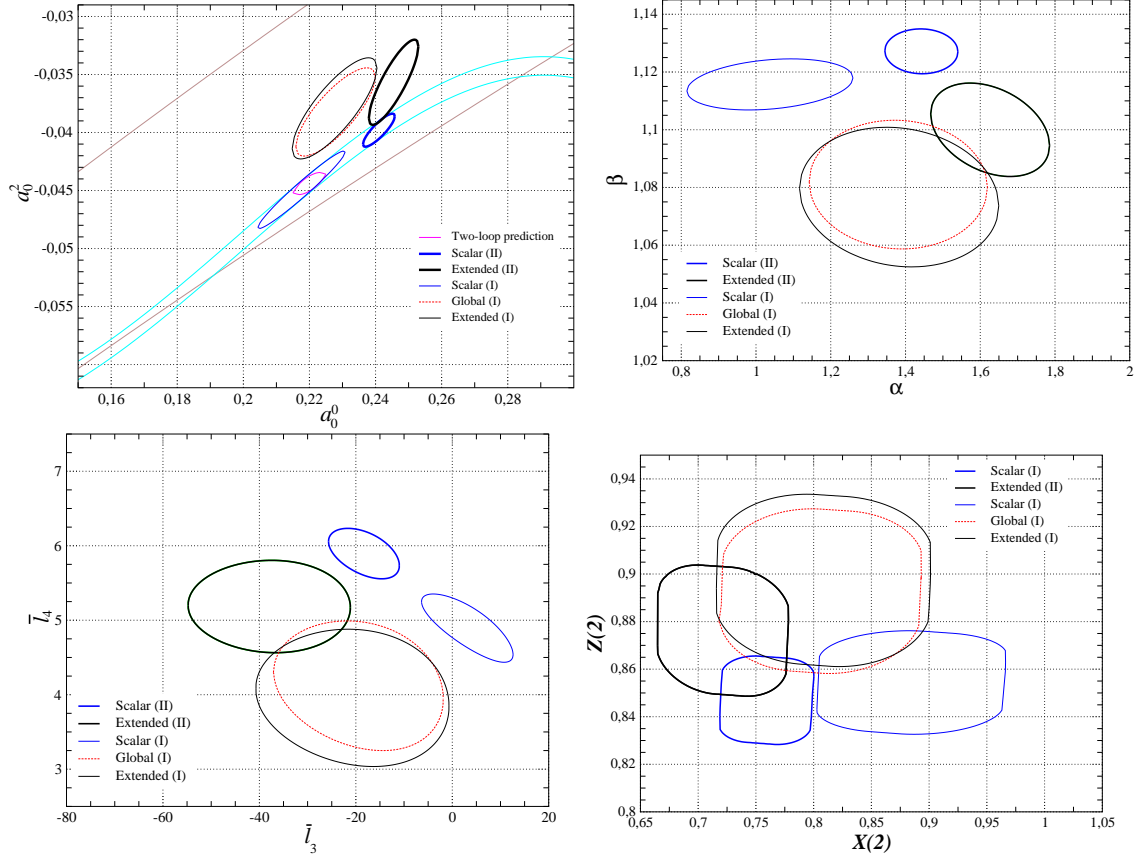 -0,03
-0,035
-0,04
-0,045
-0,05
-0,055
a_0^2
0,16 0,18 0,2 0,22 0,24 0,26 0,28
a_0^0
Two-loop prediction
Scalar (II)
Extended (II)
Scalar (I)
Global (I)
Extended (I)
1,14
1,12
1,1
1,08
1,06
1,04
1,02
β
0,8 1 1,2 1,4 1,6 1,8 2
α
Scalar (II)
Extended (II)
Scalar (I)
Global (I)
Extended (I)
7
6
5
4
3
l̄_4
-80 -60 -40 -20 0 20
l̄_3
Scalar (II)
Extended (II)
Scalar (I)
Global (I)
Extended (I)
0,94
0,92
0,9
0,88
0,86
0,84
0,82
0,8
Z(2)
0,65 0,7 0,75 0,8 0,85 0,9 0,95 1 1,05
X(2)
Scalar (I)
Extended (II)
Scalar (I)
Global (I)
Extended (I)